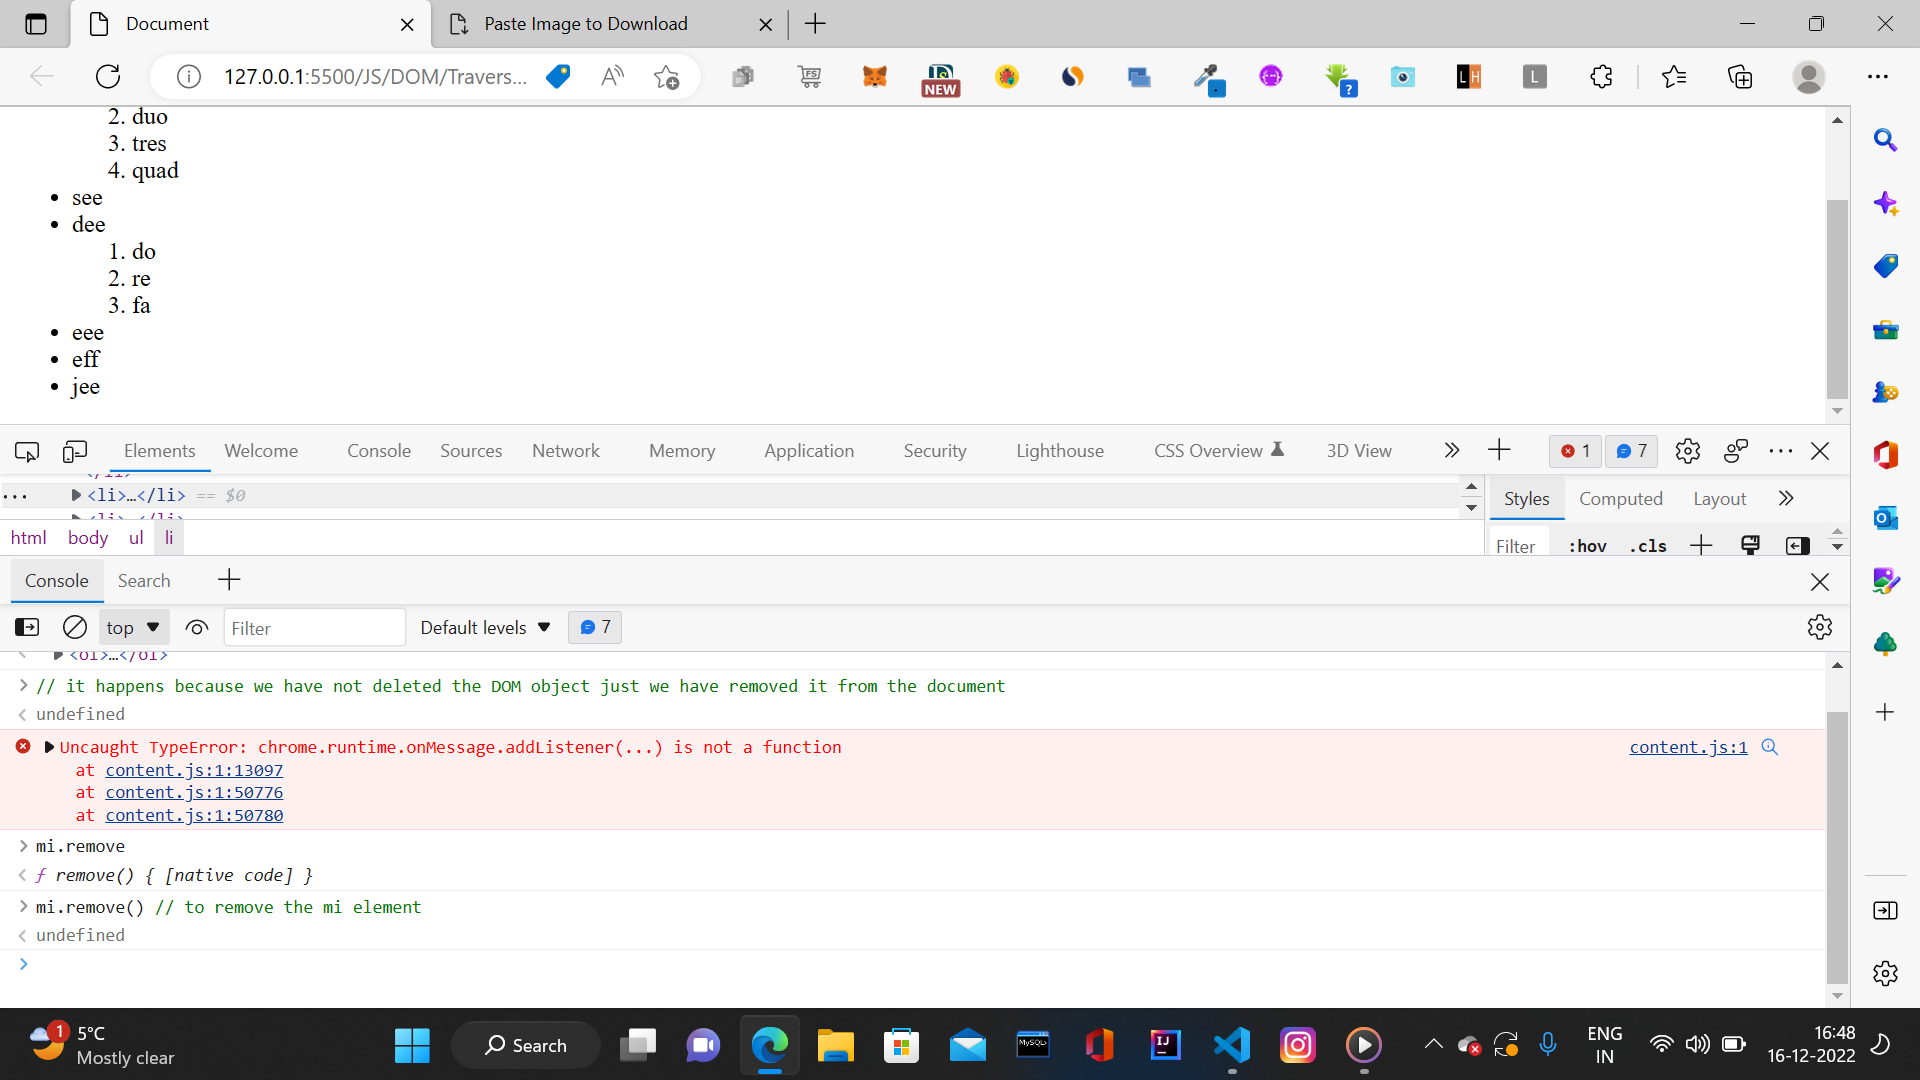 Document
Paste Image to Download
127.0.0.1:5500/JS/DOM/Travers...
NEW
FS
LH
L
?
2. duo
3. tres
4. quad
• see
• dee
1. do
2. re
3. fa
• eee
• eff
• jee
Elements Welcome Console Sources Network Memory Application Security Lighthouse CSS Overview 3D View
1 7
... <li>…</li> == $0
html body ul li
Styles Computed Layout
Filter :hov .cls
Console Search
top Filter Default levels 7
<ol>…</ol>
> // it happens because we have not deleted the DOM object just we have removed it from the document
< undefined
Uncaught TypeError: chrome.runtime.onMessage.addListener(...) is not a function content.js:1
at content.js:1:13097
at content.js:1:50776
at content.js:1:50780
> mi.remove
< ƒ remove() { [native code] }
> mi.remove() // to remove the mi element
< undefined
>
1 5°C
Mostly clear
Search
MySQL
IJ
ENG
IN
16:48
16-12-2022